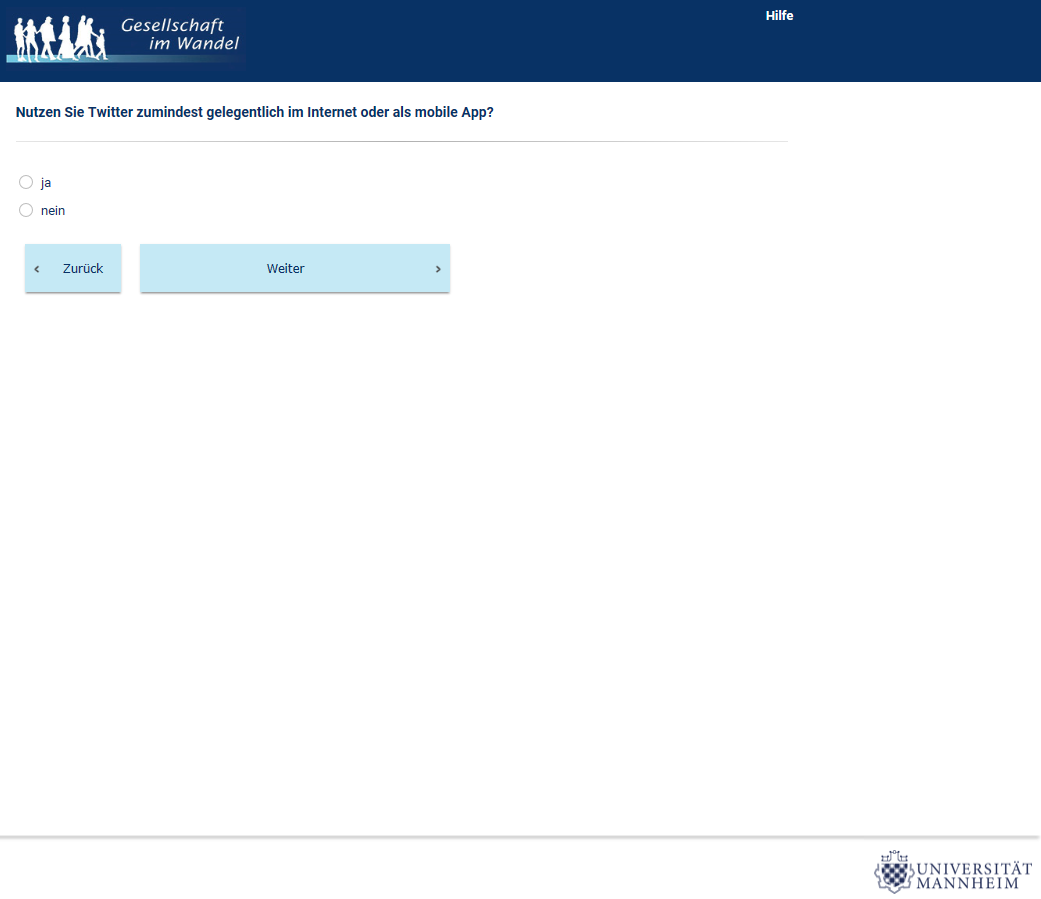 Gesellschaft
im Wandel
Hilfe
Nutzen Sie Twitter zumindest gelegentlich im Internet oder als mobile App?
ja
nein
‹ Zurück
Weiter ›
UNIVERSITÄT
MANNHEIM